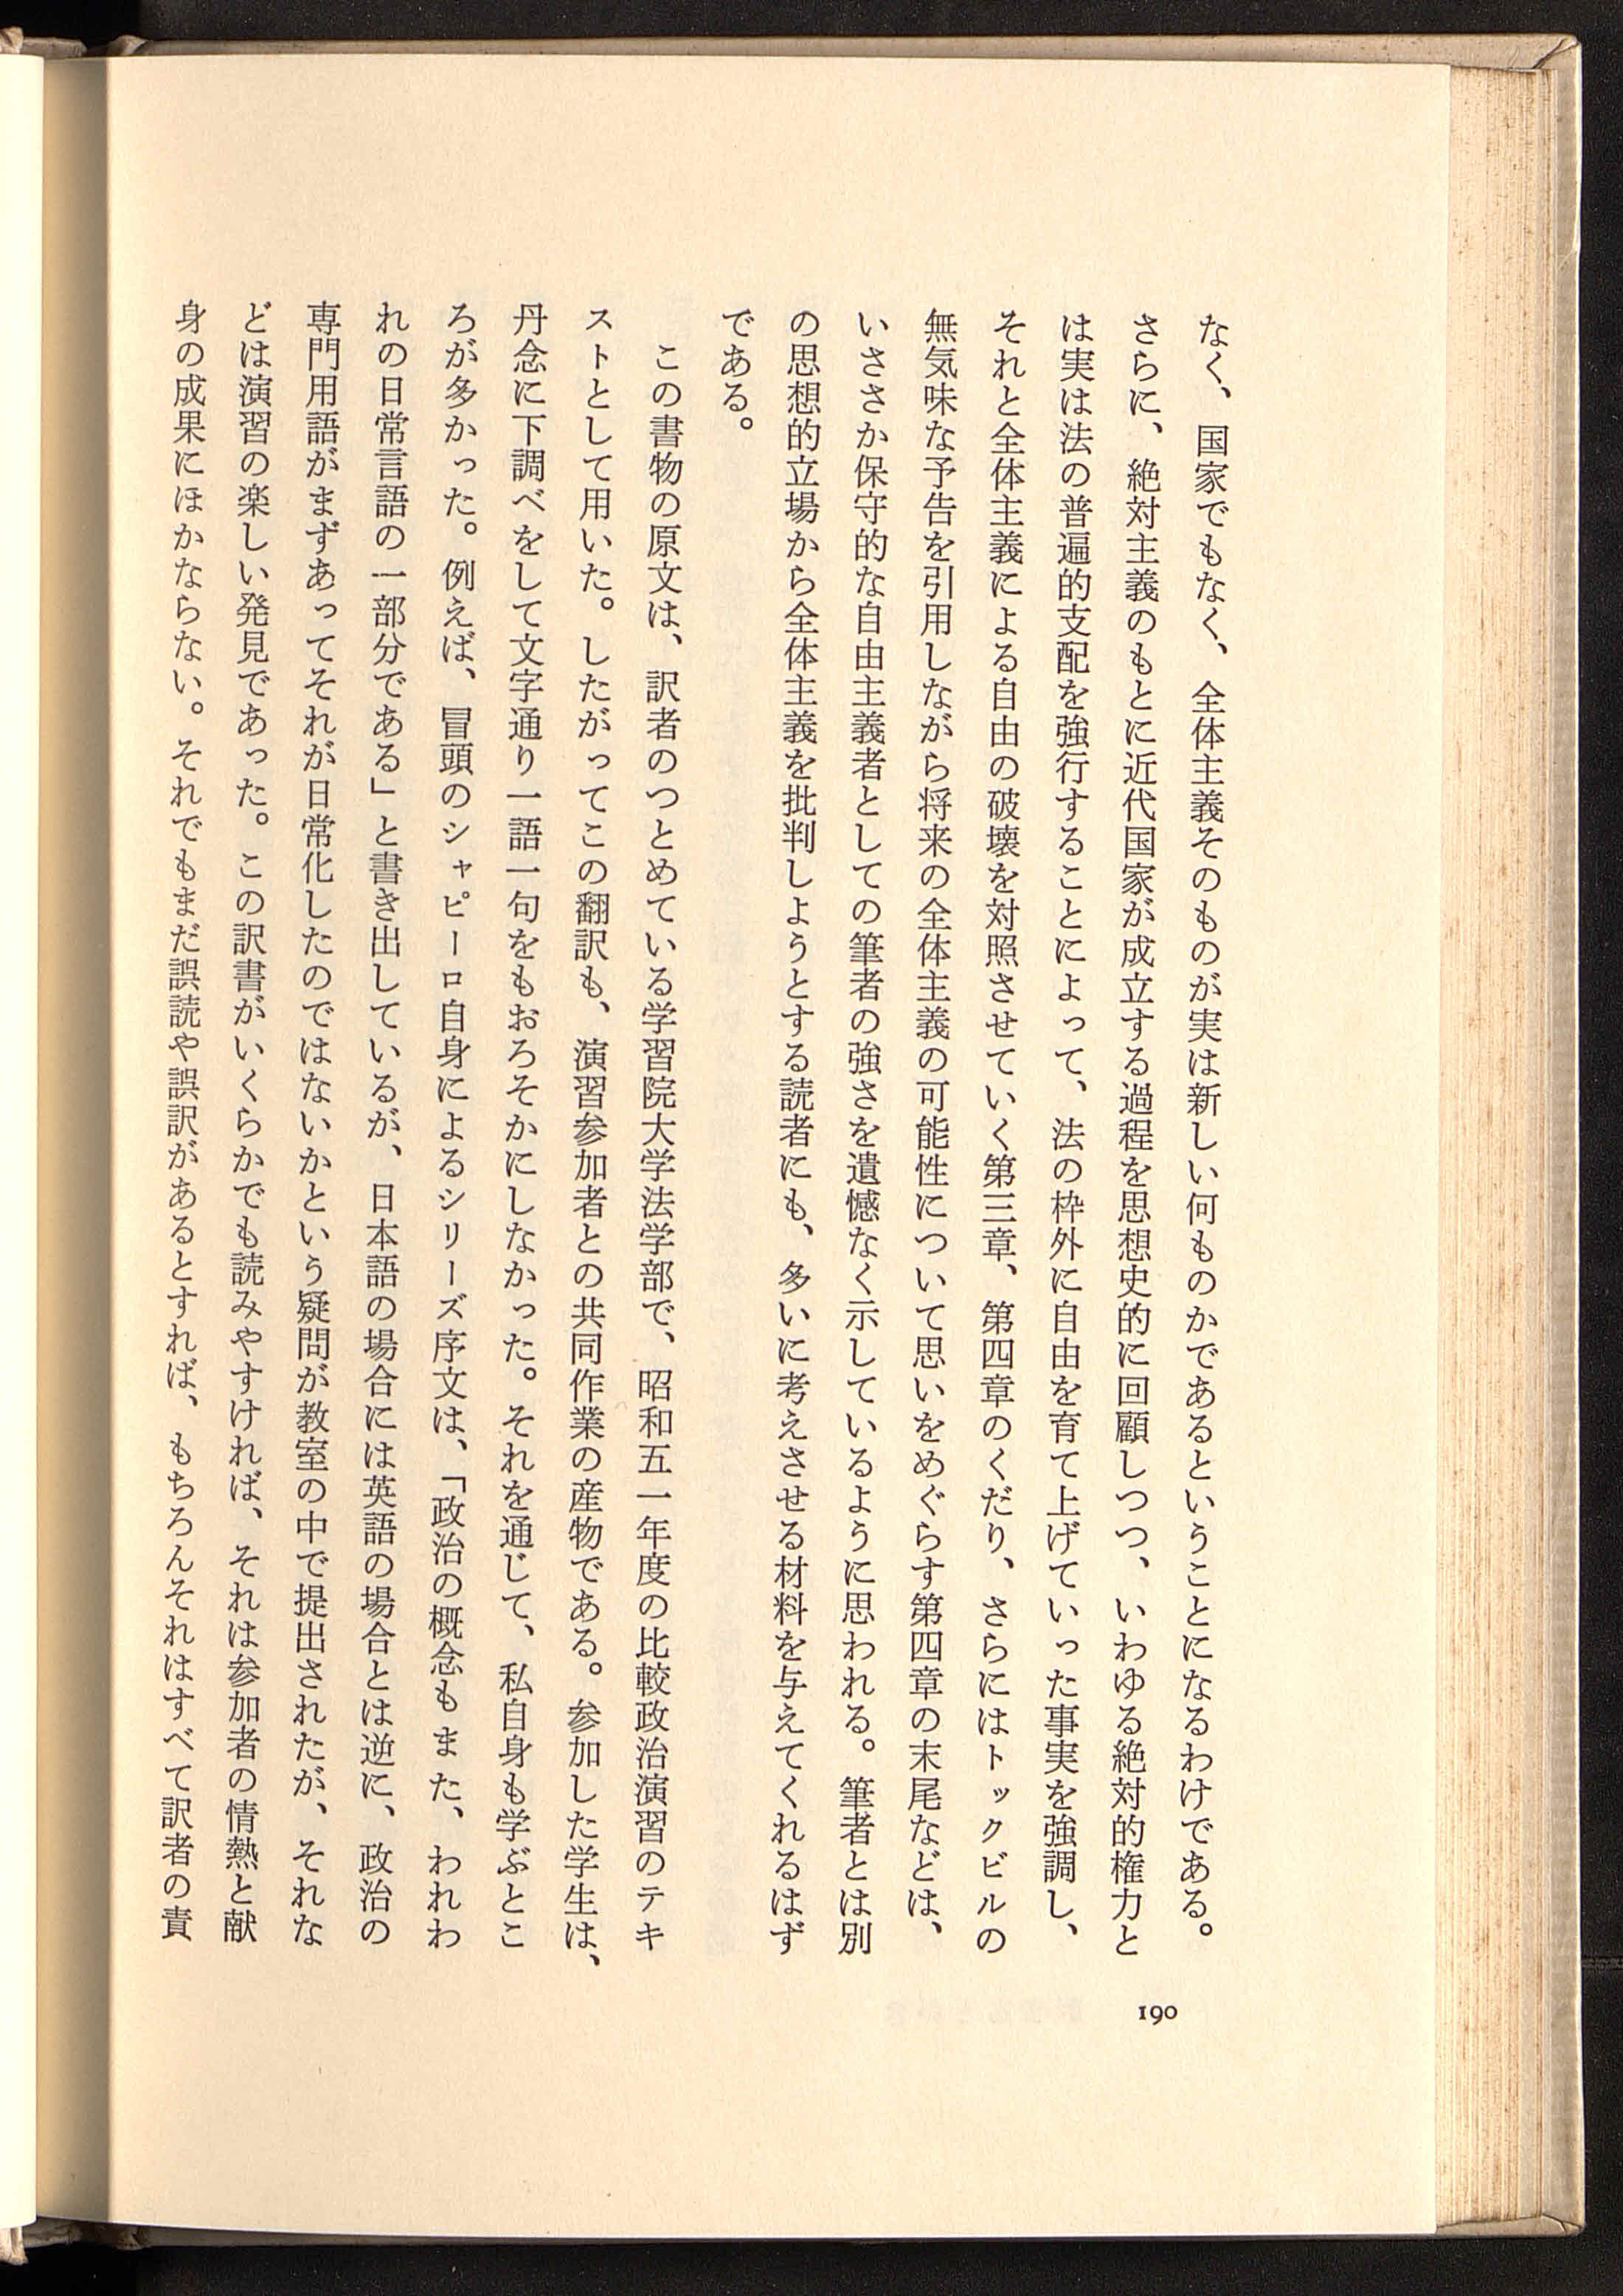 なく、国家でもなく、全体主義そのものが実は新しい何ものかであるということになるわけである。
さらに、絶対主義のもとに近代国家が成立する過程を思想史的に回顧しつつ、いわゆる絶対的権力と
は実は法の普遍的支配を強行することによって、法の枠外に自由を育て上げていった事実を強調し、
それと全体主義による自由の破壊を対照させていく第三章、第四章のくだり、さらにはトックビルの
無気味な予告を引用しながら将来の全体主義の可能性について思いをめぐらす第四章の末尾などは、
いささか保守的な自由主義者としての筆者の強さを遺憾なく示しているように思われる。筆者とは別
の思想的立場から全体主義を批判しようとする読者にも、多いに考えさせる材料を与えてくれるはず
である。
この書物の原文は、訳者のつとめている学習院大学法学部で、昭和五一年度の比較政治演習のテキ
ストとして用いた。したがってこの翻訳も、演習参加者との共同作業の産物である。参加した学生は、
丹念に下調べをして文字通り一語一句をもおろそかにしなかった。それを通じて、私自身も学ぶとこ
ろが多かった。例えば、冒頭のシャピーロ自身によるシリーズ序文は、「政治の概念もまた、われわ
れの日常言語の一部分である」と書き出しているが、日本語の場合には英語の場合とは逆に、政治の
専門用語がまずあってそれが日常化したのではないかという疑問が教室の中で提出されたが、それな
どは演習の楽しい発見であった。この訳書がいくらかでも読みやすければ、それは参加者の情熱と献
身の成果にほかならない。それでもまだ誤読や誤訳があるとすれば、もちろんそれはすべて訳者の責
190